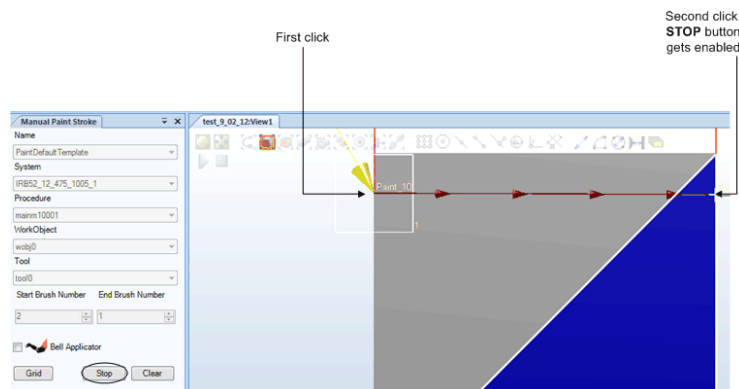 First click
Second click
STOP button
gets enabled
Manual Paint Stroke
test_9_02_12:View1
Name
PaintDefaultTemplate
System
IRB52_12_475_1005_1
Procedure
mainm10001
WorkObject
wobj0
Tool
tool0
Start Brush Number End Brush Number
2 1
Bell Applicator
Grid Stop Clear
Paint_10
1